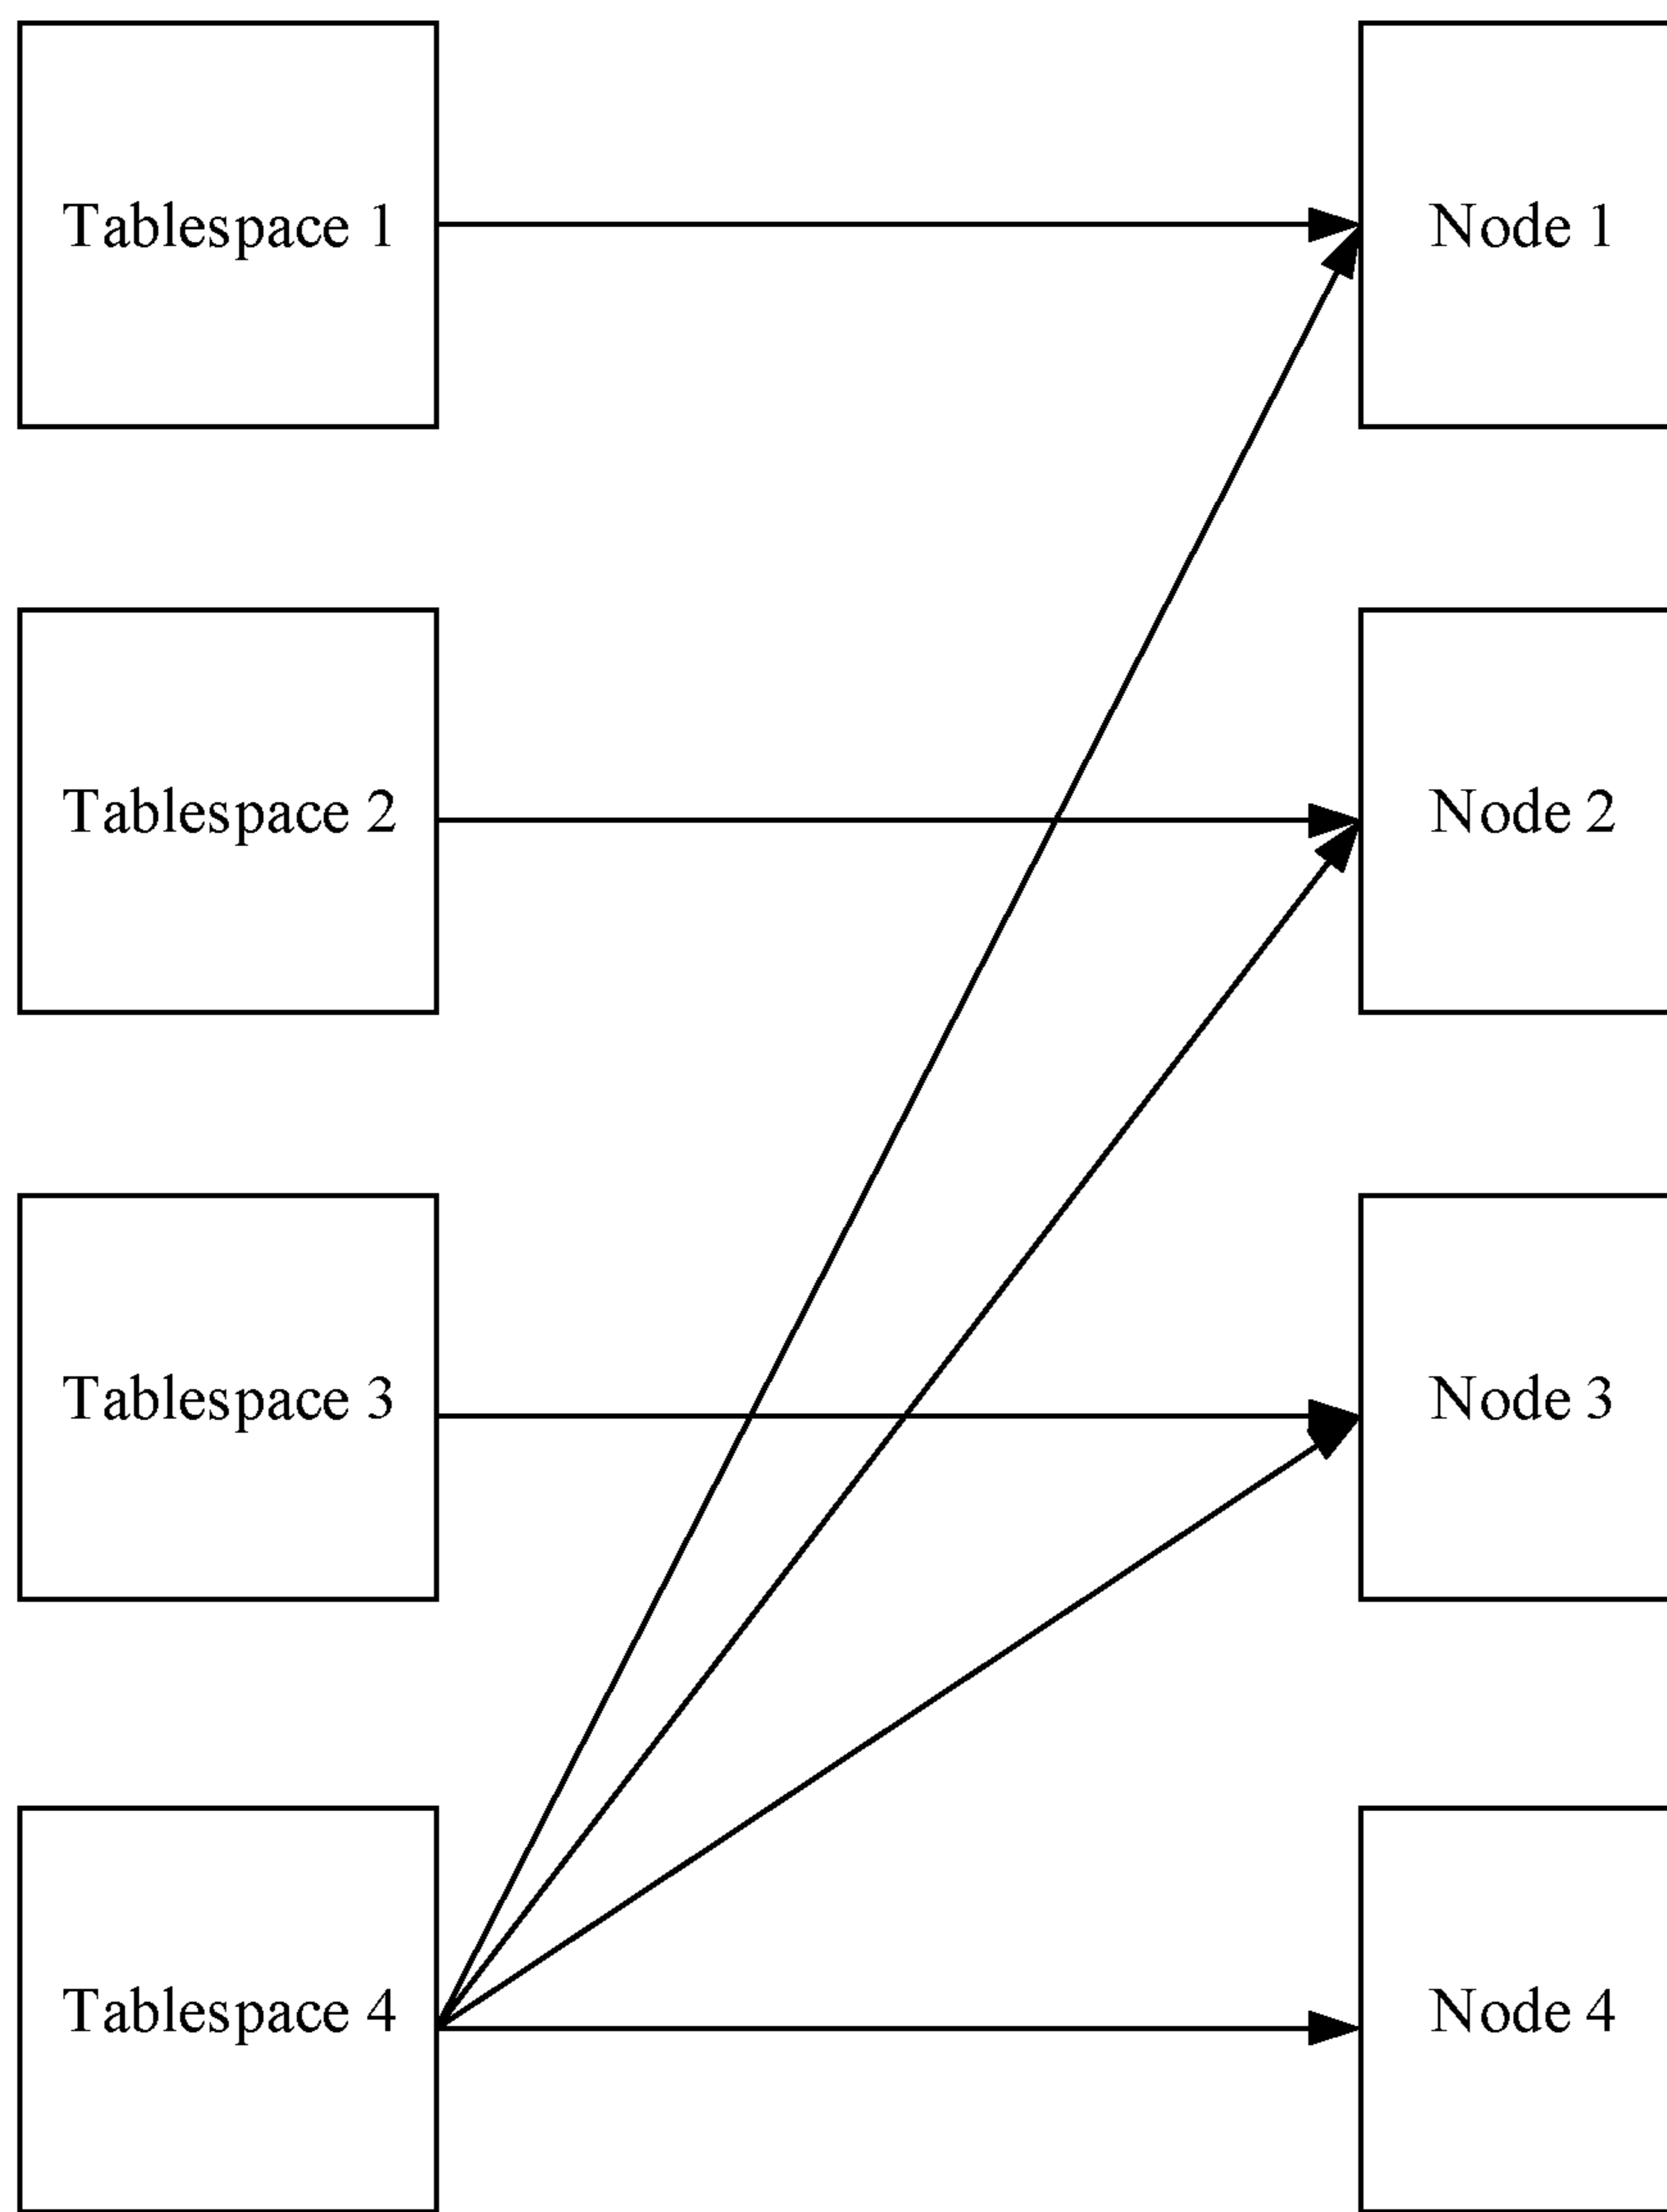 Tablespace 1
Node 1
Tablespace 2
Node 2
Tablespace 3
Node 3
Tablespace 4
Node 4